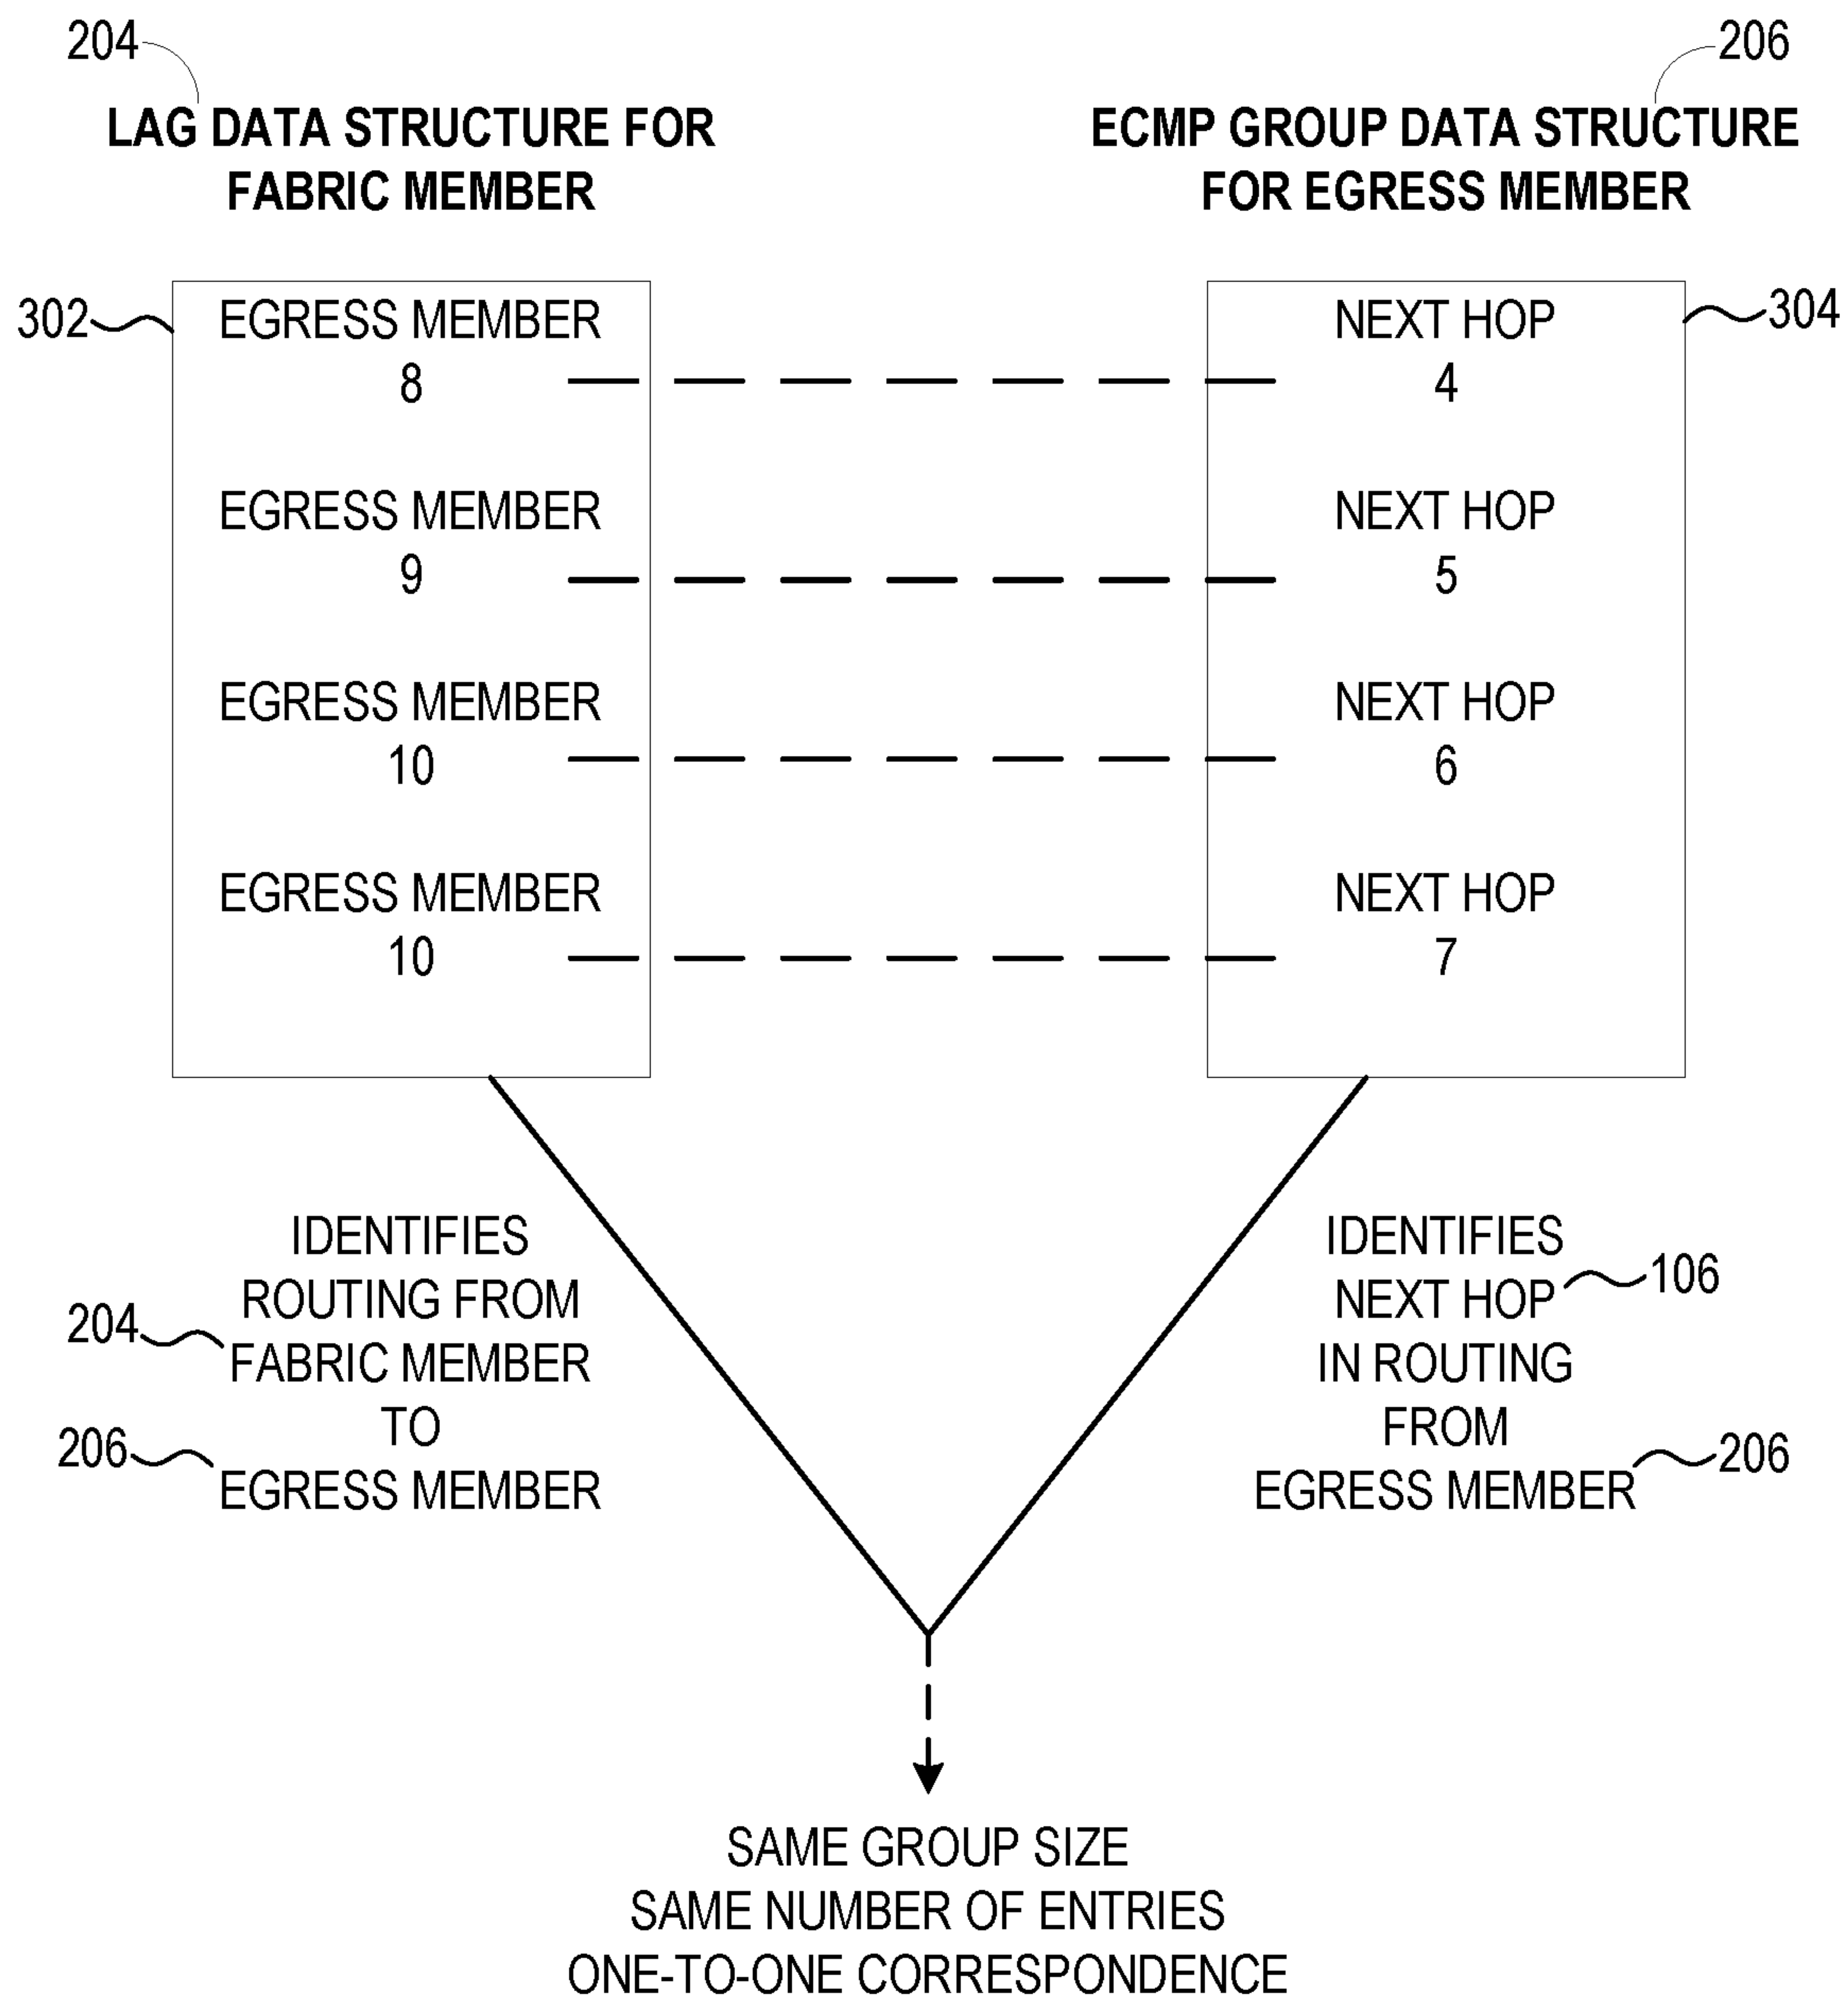 204
206
LAG DATA STRUCTURE FOR
FABRIC MEMBER
ECMP GROUP DATA STRUCTURE
FOR EGRESS MEMBER
302
EGRESS MEMBER
8
EGRESS MEMBER
9
EGRESS MEMBER
10
EGRESS MEMBER
10
304
NEXT HOP
4
NEXT HOP
5
NEXT HOP
6
NEXT HOP
7
IDENTIFIES
ROUTING FROM
204
FABRIC MEMBER
TO
206
EGRESS MEMBER
IDENTIFIES
NEXT HOP
106
IN ROUTING
FROM
EGRESS MEMBER
206
SAME GROUP SIZE
SAME NUMBER OF ENTRIES
ONE-TO-ONE CORRESPONDENCE